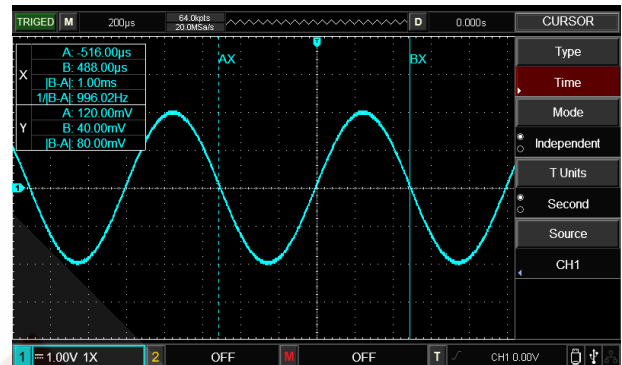 TRIGED M 200µs 64.0kpts D 0.000s CURSOR
20.0MSa/s
T
X
A: -516.00µs
B: 488.00µs
|B-A|: 1.00ms
1/|B-A|: 996.02Hz
Y
A: 120.00mV
B: 40.00mV
|B-A|: 80.00mV
AX
BX
1
Type
Time
Mode
Independent
T Units
Second
Source
CH1
1 1.00V 1X 2 OFF M OFF T CH1 0.00V